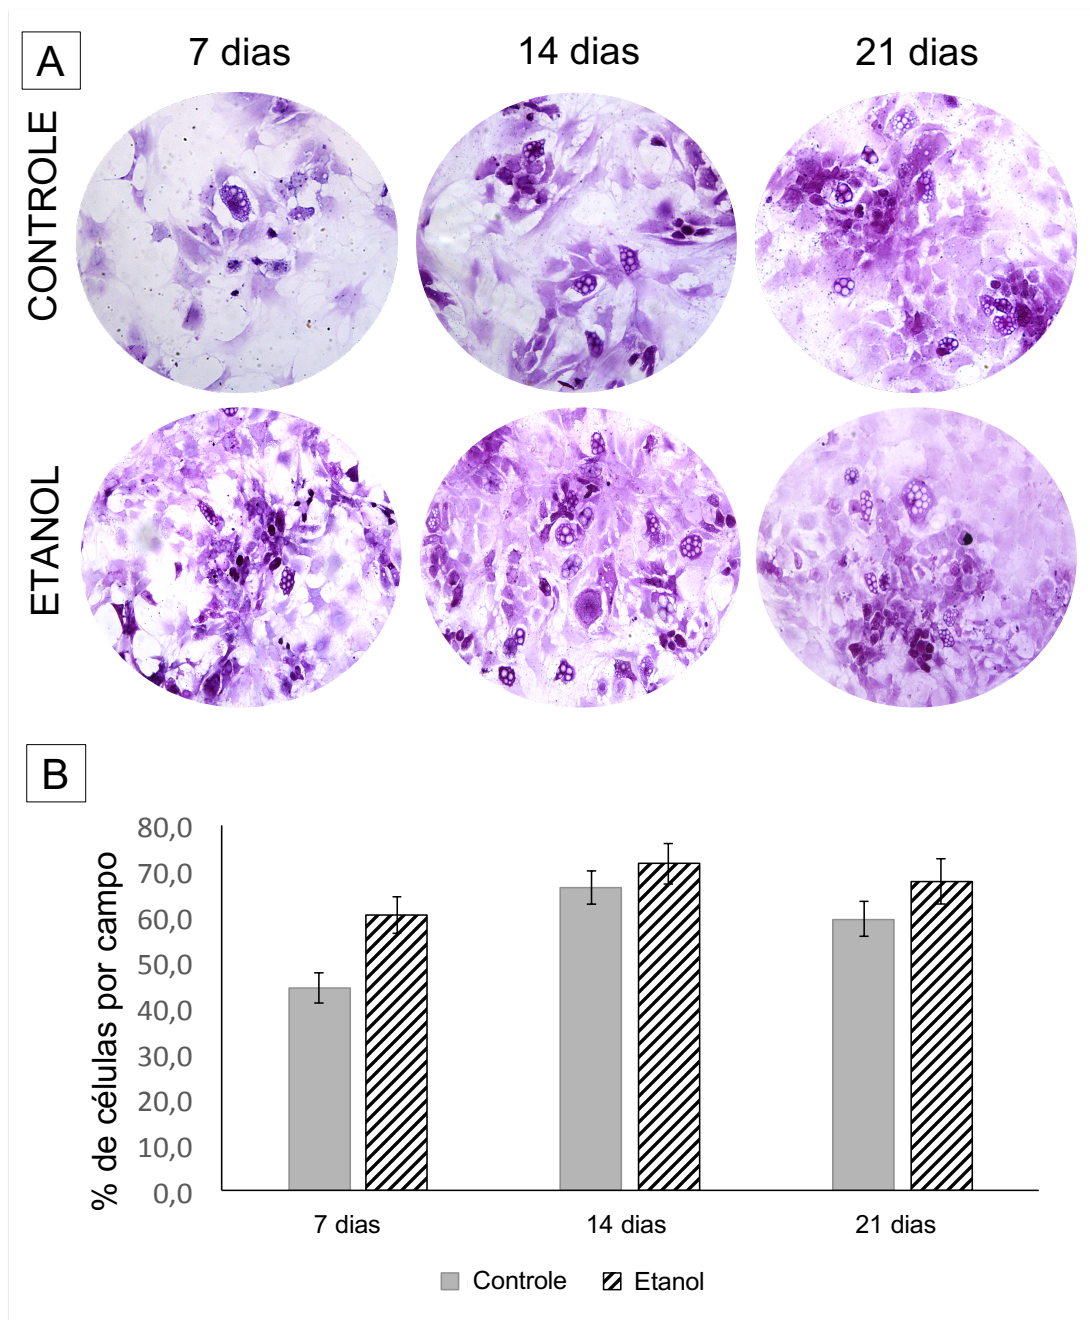 A
7 dias
14 dias
21 dias
CONTROLE
ETANOL
B
% de células por campo
80,0
70,0
60,0
50,0
40,0
30,0
20,0
10,0
0,0
7 dias
14 dias
21 dias
Controle
Etanol